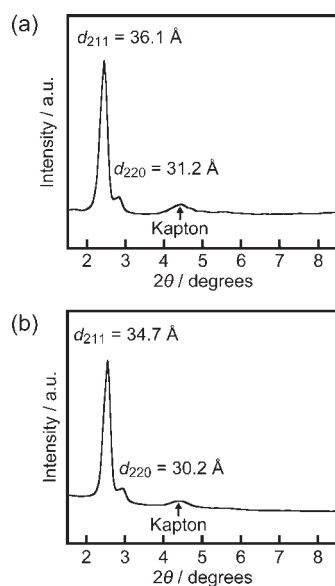 (a)
d211 = 36.1 Å
d220 = 31.2 Å
Kapton
Intensity / a.u.
2 3 4 5 6 7 8
2θ / degrees
(b)
d211 = 34.7 Å
d220 = 30.2 Å
Kapton
Intensity / a.u.
2 3 4 5 6 7 8
2θ / degrees